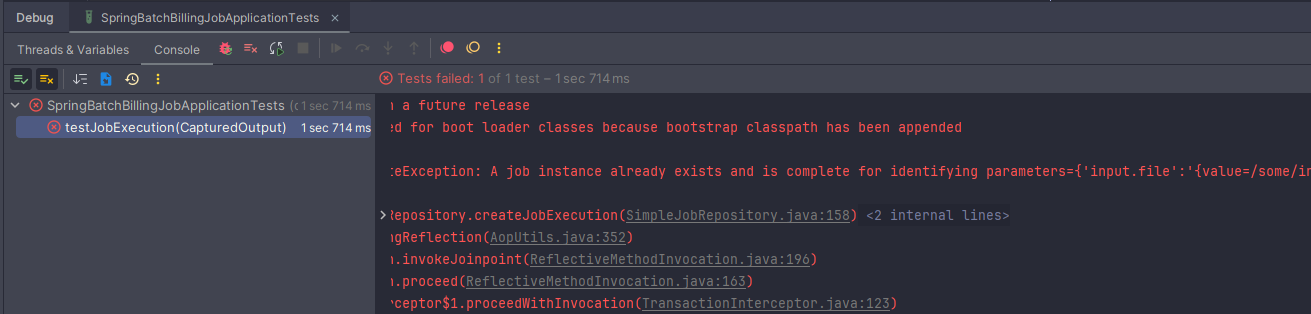 Debug
SpringBatchBillingJobApplicationTests
Threads & Variables
Console
Tests failed: 1 of 1 test – 1 sec 714 ms
SpringBatchBillingJobApplicationTests (c 1 sec 714 ms
testJobExecution(CapturedOutput) 1 sec 714 ms
a future release
for boot loader classes because bootstrap classpath has been appended
teException: A job instance already exists and is complete for identifying parameters={'input.file':'{value=/some/in
Repository.createJobExecution(SimpleJobRepository.java:158) <2 internal lines>
ngReflection(AopUtils.java:352)
n.invokeJoinpoint(ReflectiveMethodInvocation.java:196)
n.proceed(ReflectiveMethodInvocation.java:163)
rceptor$1.proceedWithInvocation(TransactionInterceptor.java:123)